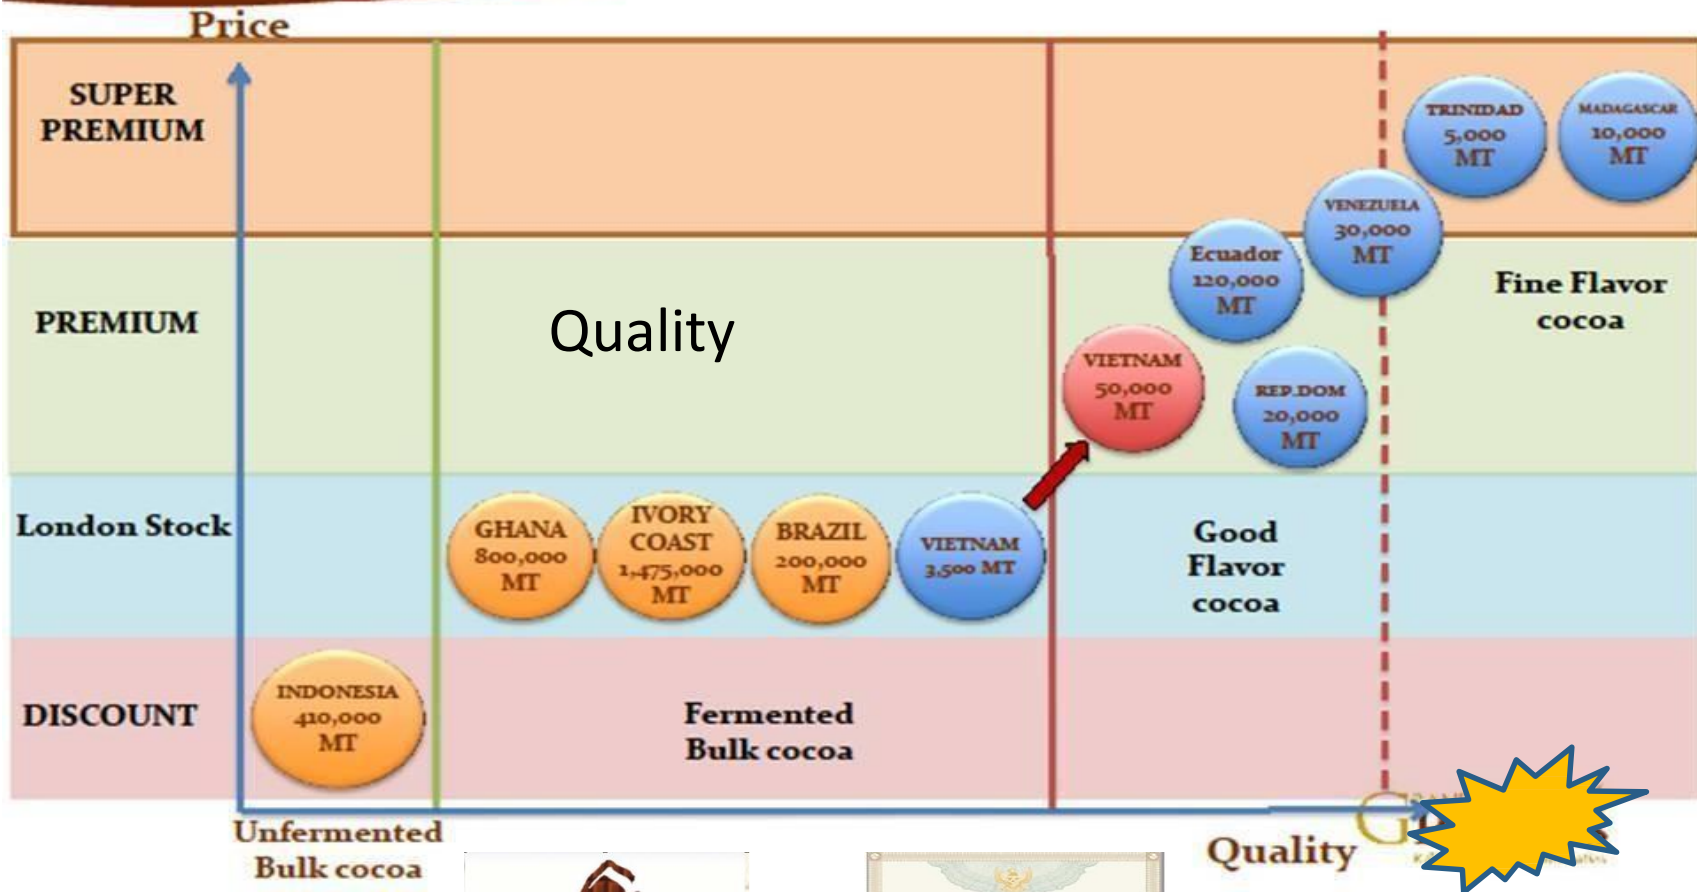 Price
SUPER
PREMIUM
TRINIDAD
5,000
MT
MADAGASCAR
10,000
MT
VENEZUELA
30,000
MT
Ecuador
120,000
MT
Fine Flavor
cocoa
PREMIUM
Quality
VIETNAM
50,000
MT
REP.DOM
20,000
MT
London Stock
GHANA
800,000
MT
IVORY
COAST
1,475,000
MT
BRAZIL
200,000
MT
VIETNAM
3,500 MT
Good
Flavor
cocoa
DISCOUNT
INDONESIA
410,000
MT
Fermented
Bulk cocoa
Unfermented
Bulk cocoa
Quality